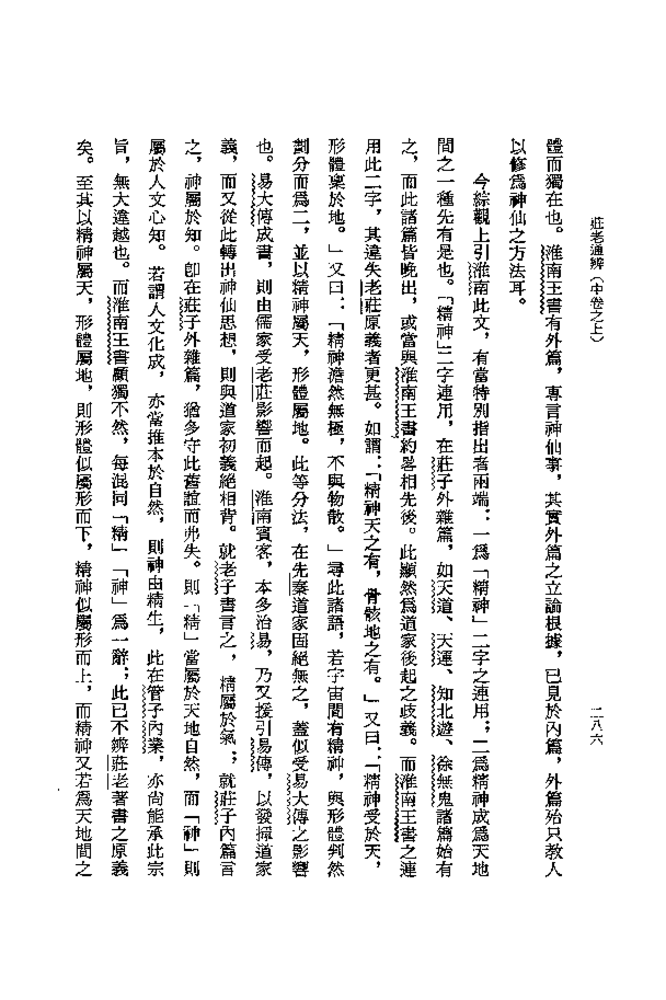 莊老通辨（中卷之上）
二八六
體而獨在也。淮南王書有外篇，專言神仙事，其實外篇之立論根據，已見於內篇，外篇殆只教人
以修為神仙之方法耳。
今綜觀上引淮南此文，有當特別指出者兩端：一為「精神」二字之連用；二為精神成為天地
間之一種先有是也。「精神」二字連用，在莊子外雜篇，如天道、天運、知北遊、徐無鬼諸篇始有
之，而此諸篇皆晚出，或當與淮南王書約畧相先後。此顯然為道家後起之歧義。而淮南王書之連
用此二字，其違失老莊原義者更甚。如謂：「精神天之有，骨骸地之有。」又曰：「精神受於天，
形體稟於地。」又曰：「精神澹然無極，不與物散。」尋此諸語，若宇宙間有精神，與形體判然
劃分而為二，並以精神屬天，形體屬地。此等分法，在先秦道家固絕無之，蓋似受易大傳之影響
也。易大傳成書，則由儒家受老莊影響而起。淮南賓客，本多治易，乃又援引易傳，以發揮道家
義，而又從此轉出神仙思想，則與道家初義絕相背。就老子書言之，精屬於氣；就莊子內篇言
之，神屬於知。卽在莊子外雜篇，猶多守此舊誼而弗失。則「精」當屬於天地自然，而「神」則
屬於人文心知。若謂人文化成，亦當推本於自然，則神由精生，此在管子內業，亦尚能承此宗
旨，無大違越也。而淮南王書顯獨不然，每混同「精」「神」為一辭；此已不辨莊老著書之原義
矣。至其以精神屬天，形體屬地，則形體似屬形而下，精神似屬形而上，而精神又若為天地間之